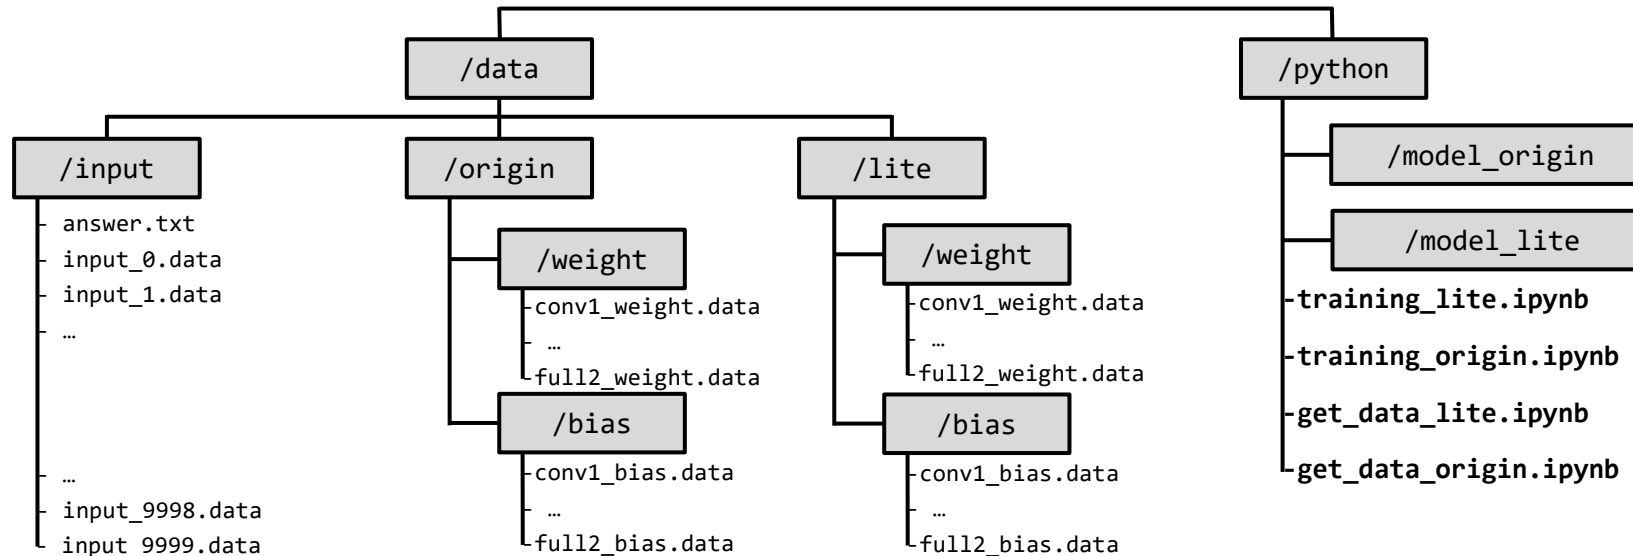 /data
/python
/input
/origin
/lite
/model_origin
/model_lite
- answer.txt
- input_0.data
- input_1.data
- …
- …
- input_9998.data
- input_9999.data
/weight
-conv1_weight.data
- …
-full2_weight.data
/bias
-conv1_bias.data
- …
-full2_bias.data
/weight
-conv1_weight.data
- …
-full2_weight.data
/bias
-conv1_bias.data
- …
-full2_bias.data
-training_lite.ipynb
-training_origin.ipynb
-get_data_lite.ipynb
-get_data_origin.ipynb